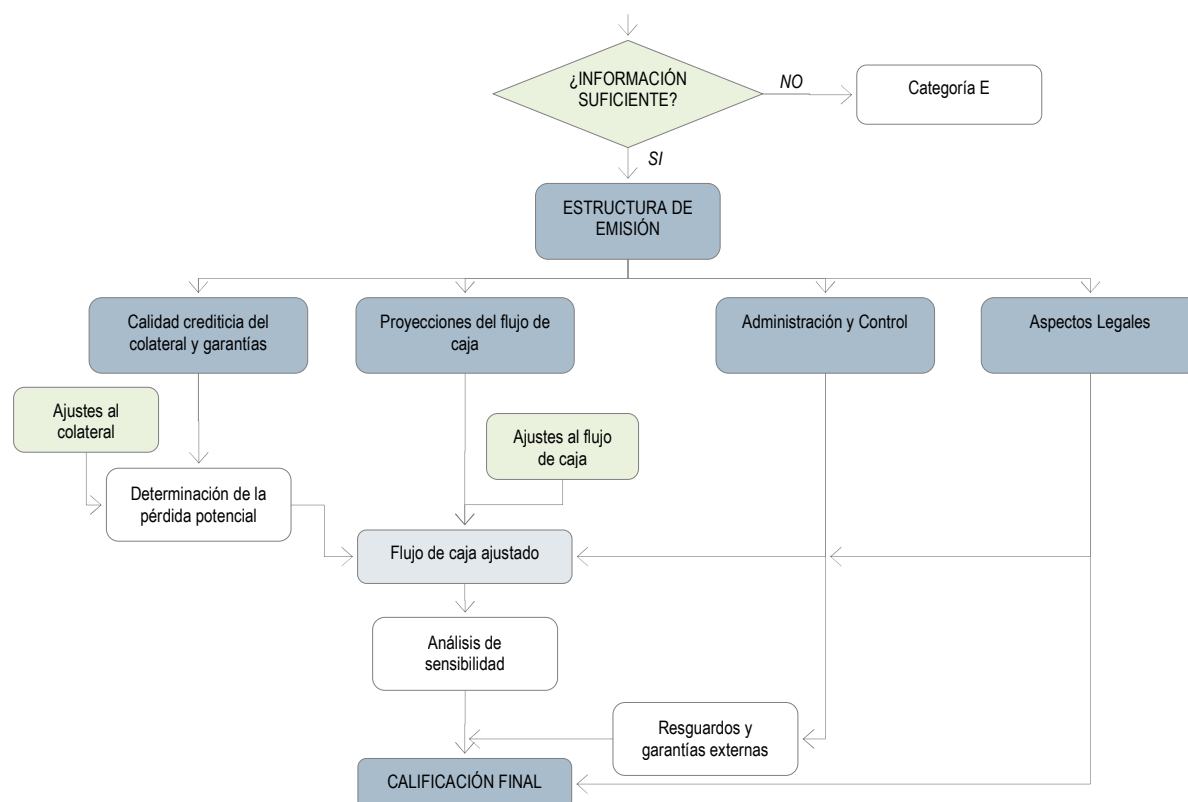 ¿INFORMACIÓN
SUFICIENTE?
NO
Categoría E
SI
ESTRUCTURA DE
EMISIÓN
Calidad crediticia del
colateral y garantías
Proyecciones del flujo de
caja
Administración y Control
Aspectos Legales
Ajustes al
colateral
Ajustes al flujo
de caja
Determinación de la
pérdida potencial
Flujo de caja ajustado
Análisis de
sensibilidad
Resguardos y
garantías externas
CALIFICACIÓN FINAL